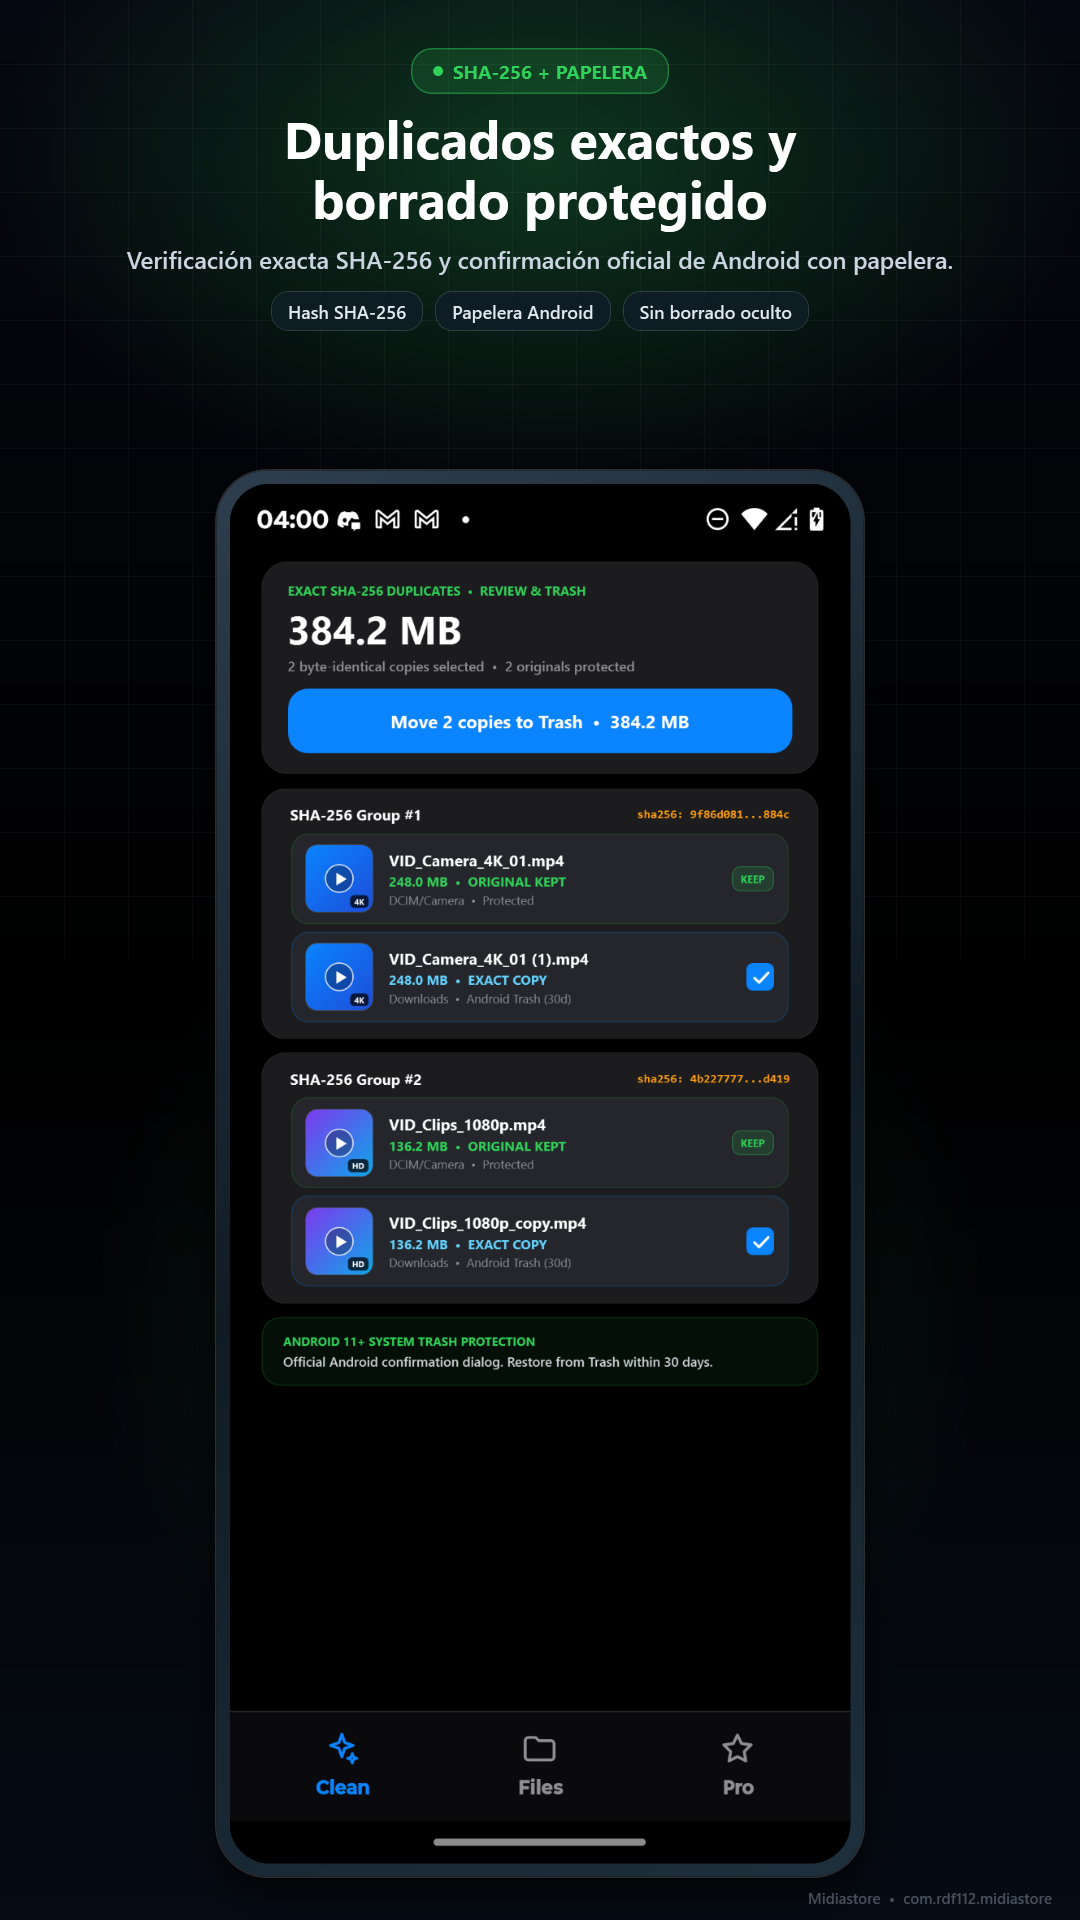 SHA-256 + PAPELERA
Duplicados exactos y
borrado protegido
Verificación exacta SHA-256 y confirmación oficial de Android con papelera.
Hash SHA-256
Papelera Android
Sin borrado oculto
04:00
EXACT SHA-256 DUPLICATES • REVIEW & TRASH
384.2 MB
2 byte-identical copies selected • 2 originals protected
Move 2 copies to Trash • 384.2 MB
SHA-256 Group #1
sha256: 9f86d081...884c
VID_Camera_4K_01.mp4
248.0 MB • ORIGINAL KEPT
DCIM/Camera • Protected
4K
KEEP
VID_Camera_4K_01 (1).mp4
248.0 MB • EXACT COPY
Downloads • Android Trash (30d)
4K
SHA-256 Group #2
sha256: 4b227777...d419
VID_Clips_1080p.mp4
136.2 MB • ORIGINAL KEPT
DCIM/Camera • Protected
HD
KEEP
VID_Clips_1080p_copy.mp4
136.2 MB • EXACT COPY
Downloads • Android Trash (30d)
HD
ANDROID 11+ SYSTEM TRASH PROTECTION
Official Android confirmation dialog. Restore from Trash within 30 days.
Clean
Files
Pro
Midiastore • com.rdf112.midiastore